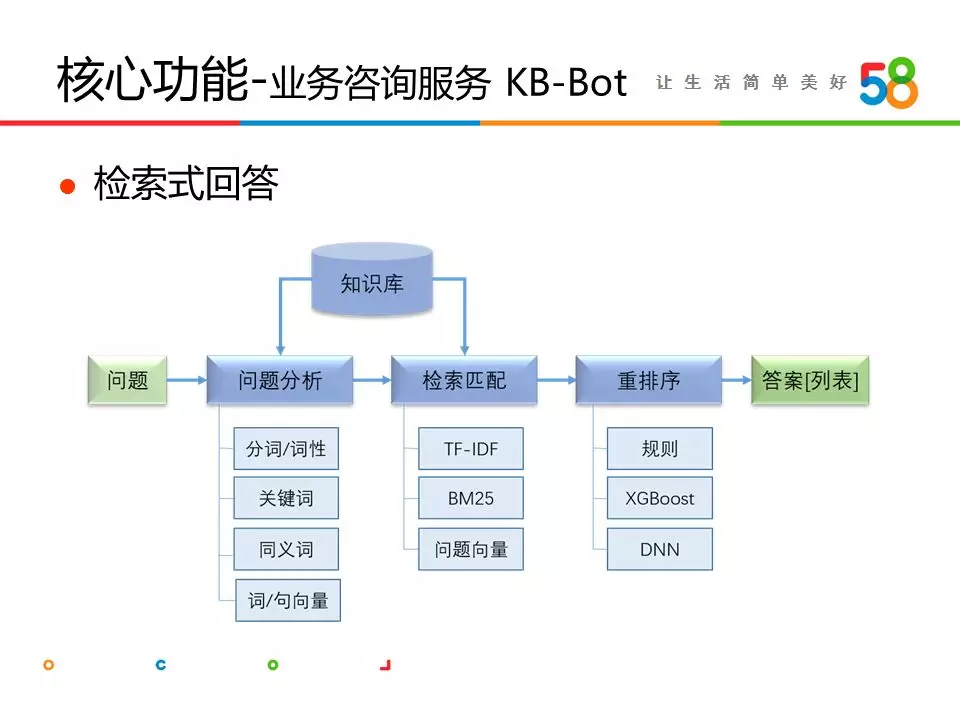 核心功能-业务咨询服务 KB-Bot
让生活简单美好
58
检索式回答
知识库
问题
问题分析
检索匹配
重排序
答案[列表]
分词/词性
关键词
同义词
词/句向量
TF-IDF
BM25
问题向量
规则
XGBoost
DNN